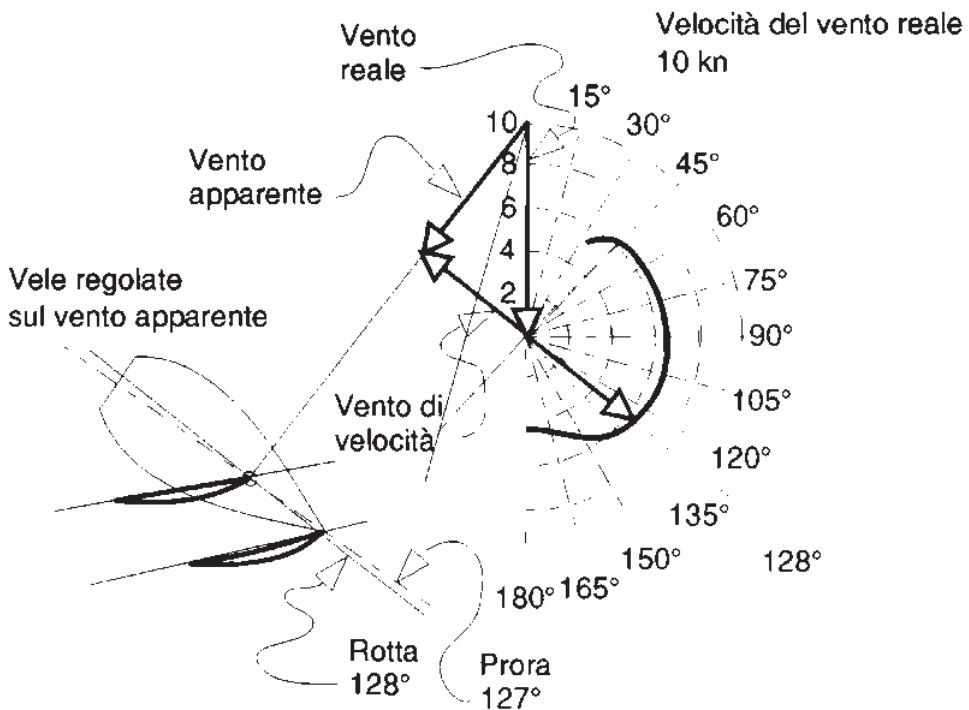 Velocità del vento reale
10 kn
Vento
reale
15°
30°
45°
60°
75°
90°
105°
120°
135°
150°
128°
180° 165°
10
8
6
4
2
Vento
apparente
Vele regolate
sul vento apparente
Vento di
velocità
Rotta
128°
Prora
127°